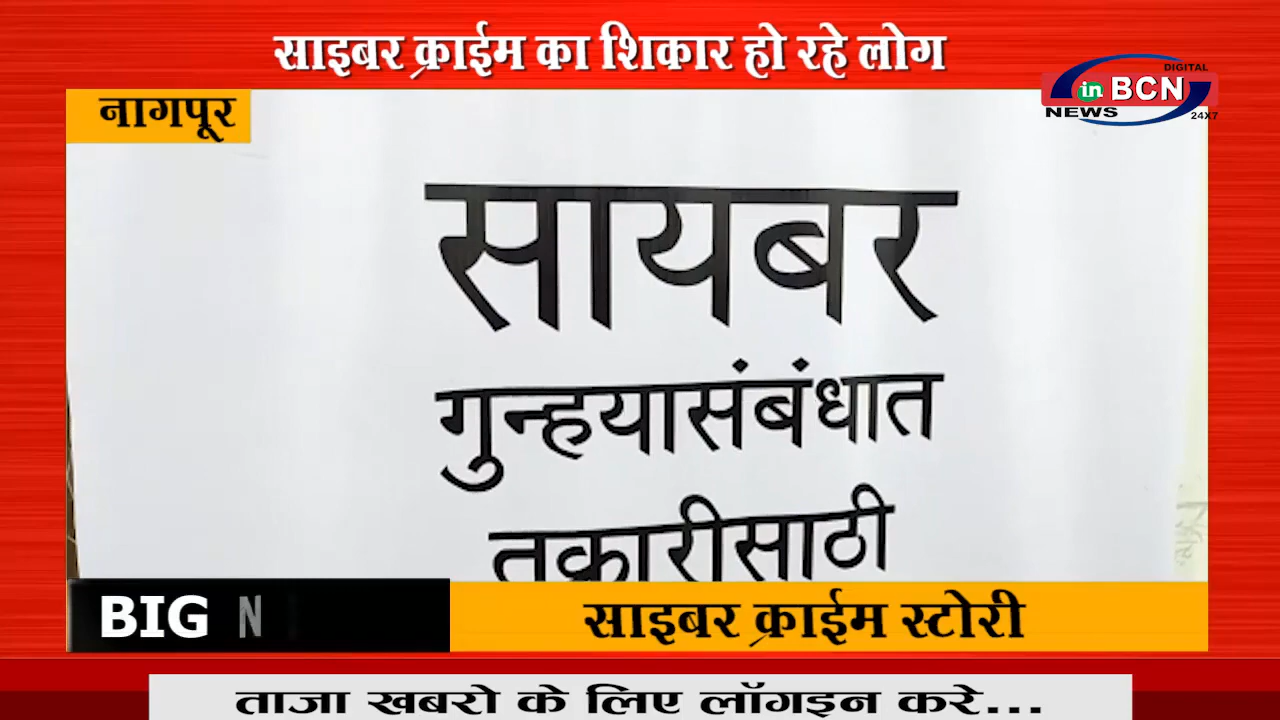 साइबर क्राईम का शिकार हो रहे लोग
DIGITAL
in BCN
NEWS 24X7
नागपूर
सायबर
गुन्हयासंबंधात
तक्रारीसाठी
BIG N
साइबर क्राईम स्टोरी
ताजा खबरो के लिए लॉगइन करे...